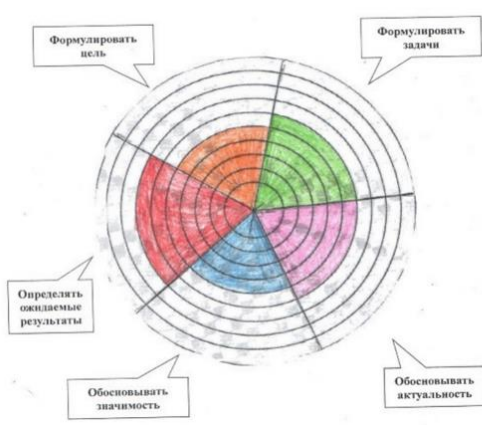 Формулировать
цель
Формулировать
задачи
Определять
ожидаемые
результаты
Обосновывать
значимость
Обосновывать
актуальность